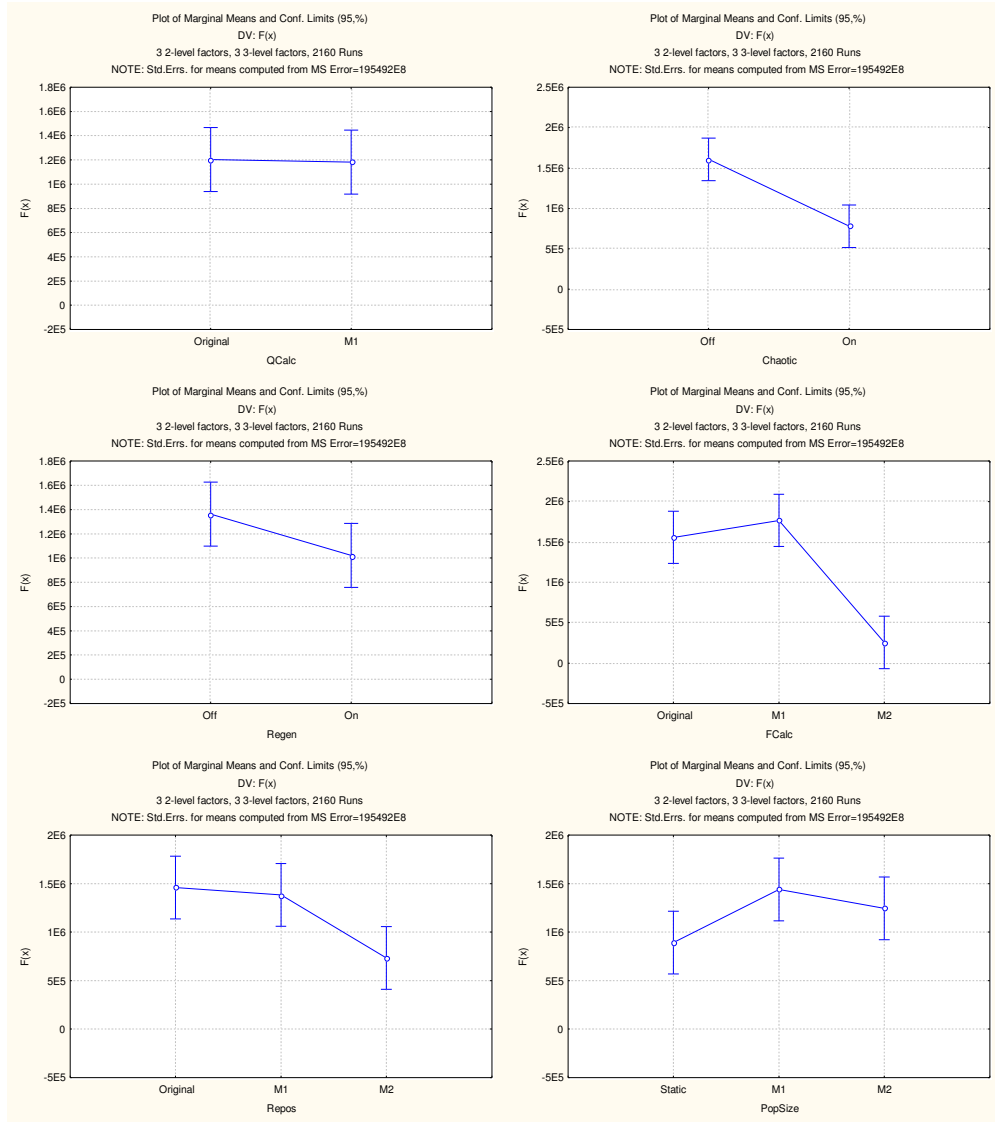 Plot of Marginal Means and Conf. Limits (95,%)
DV: F(x)
3 2-level factors, 3 3-level factors, 2160 Runs
NOTE: Std.Errs. for means computed from MS Error=195492E8
1.8E6
1.6E6
1.4E6
1.2E6
1E6
8E5
6E5
4E5
2E5
0
-2E5
F(x)
Original M1
QCalc
Plot of Marginal Means and Conf. Limits (95,%)
DV: F(x)
3 2-level factors, 3 3-level factors, 2160 Runs
NOTE: Std.Errs. for means computed from MS Error=195492E8
2.5E6
2E6
1.5E6
1E6
5E5
0
-5E5
F(x)
Off On
Chaotic
Plot of Marginal Means and Conf. Limits (95,%)
DV: F(x)
3 2-level factors, 3 3-level factors, 2160 Runs
NOTE: Std.Errs. for means computed from MS Error=195492E8
1.8E6
1.6E6
1.4E6
1.2E6
1E6
8E5
6E5
4E5
2E5
0
-2E5
F(x)
Off On
Regen
Plot of Marginal Means and Conf. Limits (95,%)
DV: F(x)
3 2-level factors, 3 3-level factors, 2160 Runs
NOTE: Std.Errs. for means computed from MS Error=195492E8
2.5E6
2E6
1.5E6
1E6
5E5
0
-5E5
F(x)
Original M1 M2
FCalc
Plot of Marginal Means and Conf. Limits (95,%)
DV: F(x)
3 2-level factors, 3 3-level factors, 2160 Runs
NOTE: Std.Errs. for means computed from MS Error=195492E8
2E6
1.5E6
1E6
5E5
0
-5E5
F(x)
Original M1 M2
Repos
Plot of Marginal Means and Conf. Limits (95,%)
DV: F(x)
3 2-level factors, 3 3-level factors, 2160 Runs
NOTE: Std.Errs. for means computed from MS Error=195492E8
2E6
1.5E6
1E6
5E5
0
-5E5
F(x)
Static M1 M2
PopSize